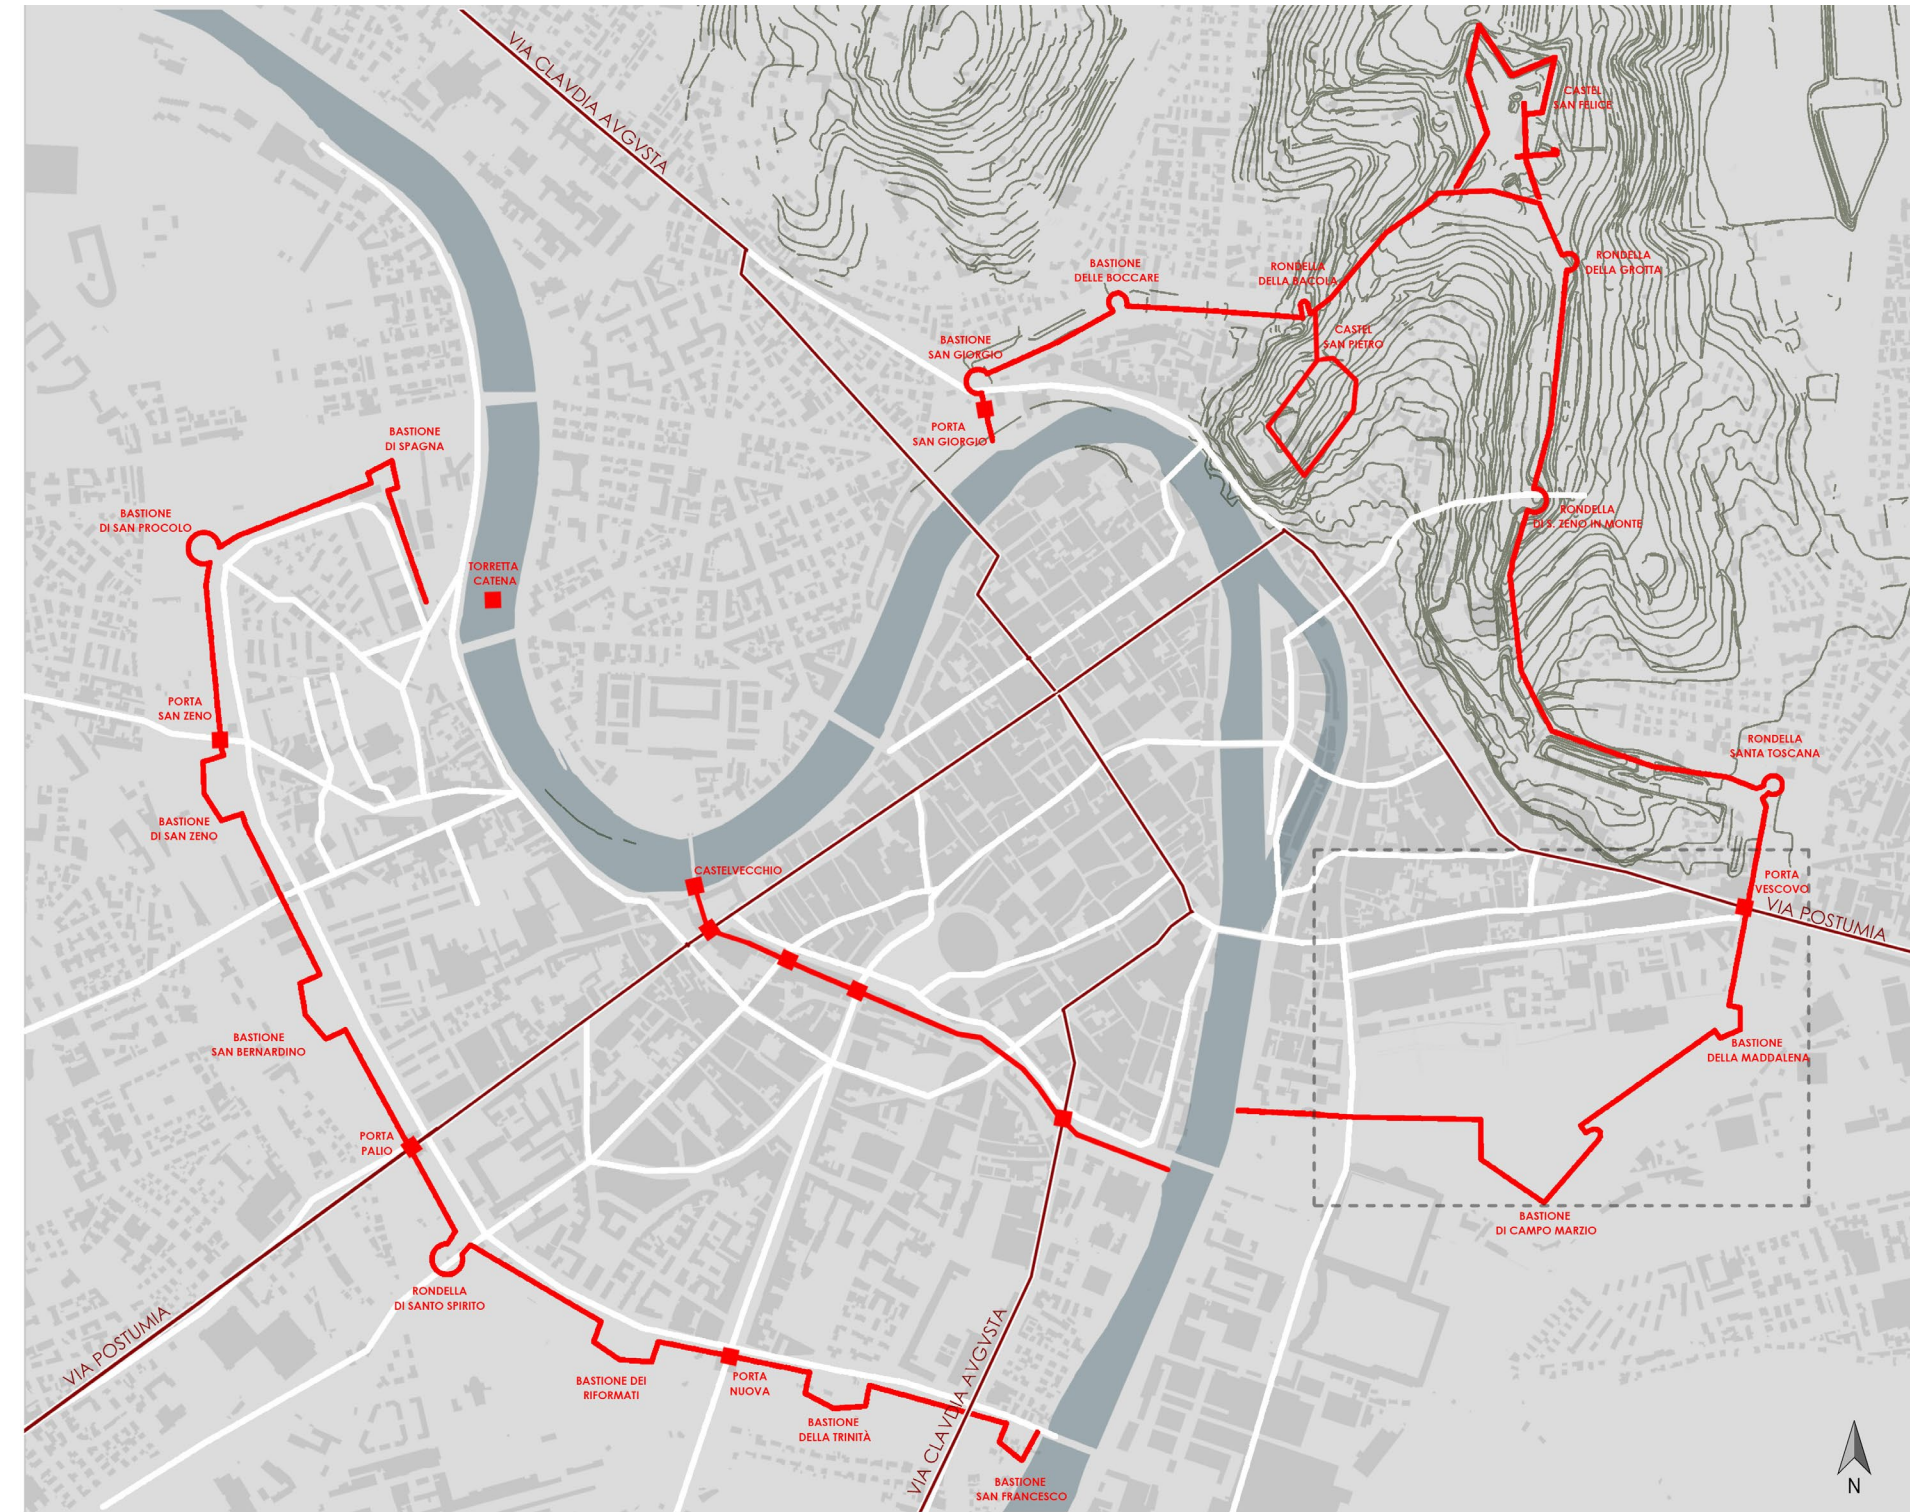 VIA CLAVDIA AVGVSTA
CASTEL
SAN FELICE
BASTIONE
DELLE BOCCARE
RONDELLA
DELLA BACOLA
RONDELLA
DELLA GROTTA
BASTIONE
SAN GIORGIO
CASTEL
SAN PIETRO
PORTA
SAN GIORGIO
BASTIONE
DI SPAGNA
BASTIONE
DI SAN PROCOLO
RONDELLA
DI S. ZENO IN MONTE
TORRETTA
CATENA
PORTA
SAN ZENO
RONDELLA
SANTA TOSCANA
BASTIONE
DI SAN ZENO
CASTELVECCHIO
PORTA
VESCOVO
VIA POSTUMIA
BASTIONE
SAN BERNARDINO
BASTIONE
DELLA MADDALENA
PORTA
PALIO
BASTIONE
DI CAMPO MARZIO
RONDELLA
DI SANTO SPIRITO
VIA POSTUMIA
BASTIONE DEI
RIFORMATI
PORTA
NUOVA
VIA CLAVDIA AVGVSTA
BASTIONE
DELLA TRINITÀ
BASTIONE
SAN FRANCESCO
N